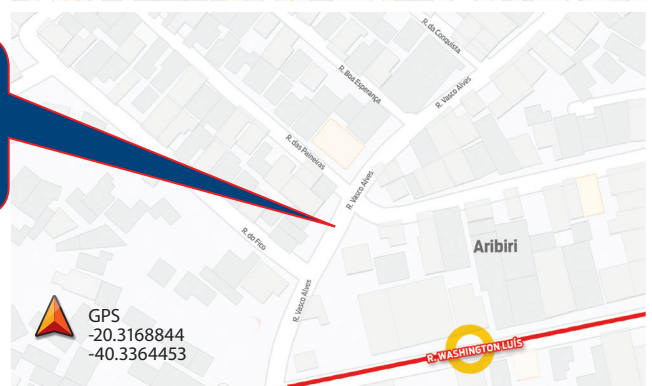 R. da Conquista
R. Boa Esperança
R. Vasco Alves
R. das Paineiras
R. Vasco Alves
R. do Fico
Aribiri
R. Vasco Alves
GPS
-20.3168844
-40.3364453
R. WASHINGTON LUÍS